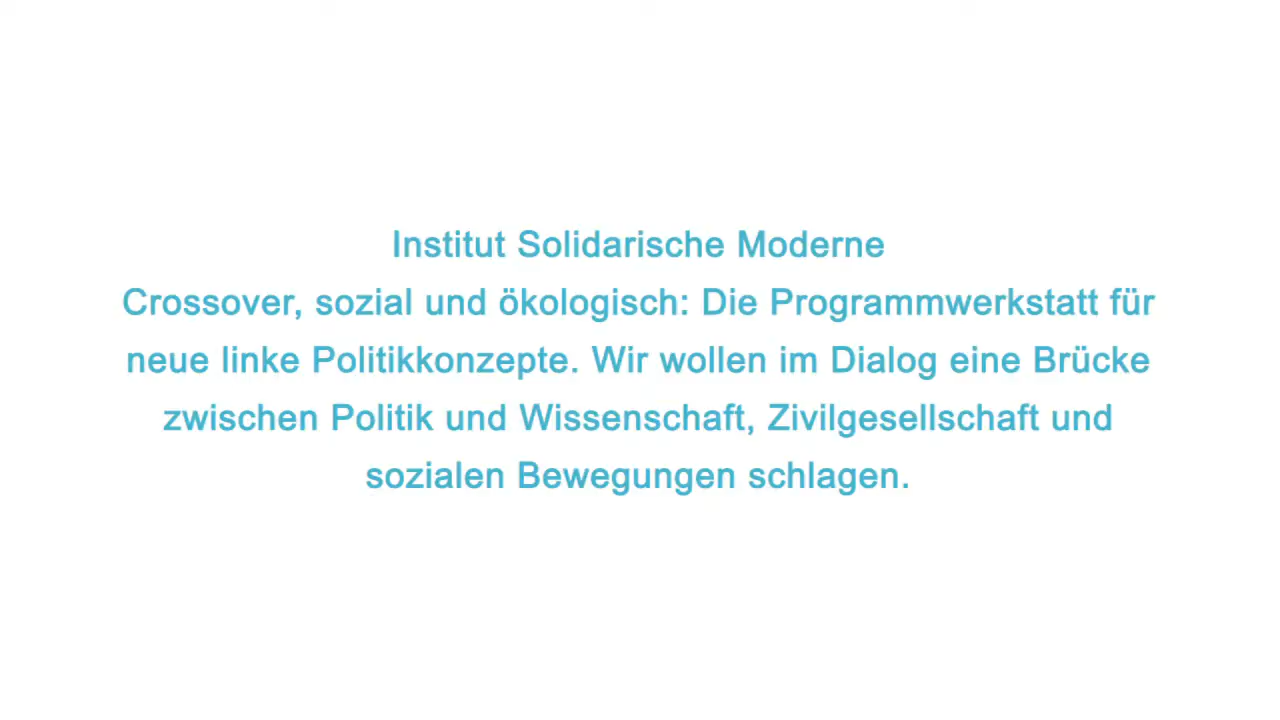 Institut Solidarische Moderne
Crossover, sozial und ökologisch: Die Programmwerkstatt für
neue linke Politikkonzepte. Wir wollen im Dialog eine Brücke
zwischen Politik und Wissenschaft, Zivilgesellschaft und
sozialen Bewegungen schlagen.